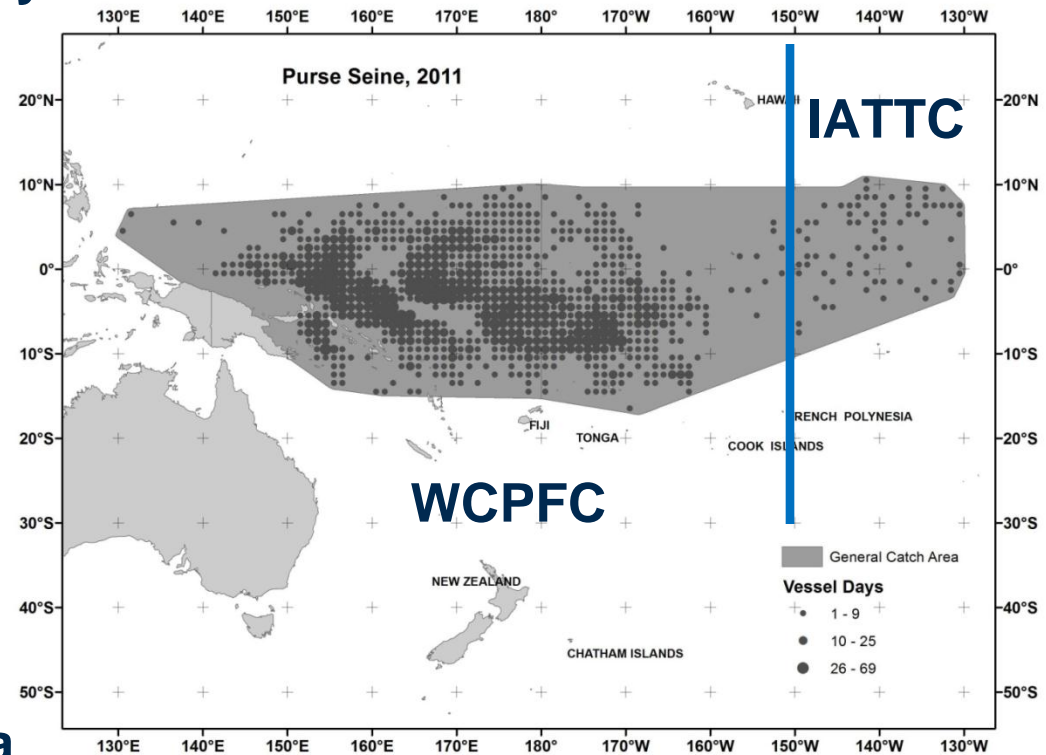 y
130°E 140°E 150°E 160°E 170°E 180° 170°W 160°W 150°W 140°W 130°W
Purse Seine, 2011
20°N
HAWAII
IATTC
20°N
10°N
10°N
0°
0°
10°S
10°S
FIJI
RENCH POLYNESIA
20°S
TONGA
COOK ISLANDS
20°S
WCPFC
30°S
30°S
General Catch Area
NEW ZEALAND
Vessel Days
40°S
1 - 9
40°S
10 - 25
CHATHAM ISLANDS
26 - 69
50°S
50°S
a
130°E 140°E 150°E 160°E 170°E 180° 170°W 160°W 150°W 140°W 130°W